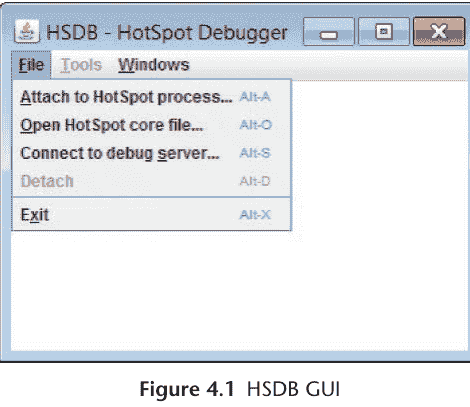 HSDB - HotSpot Debugger
File Tools Windows
Attach to HotSpot process... Alt-A
Open HotSpot core file... Alt-O
Connect to debug server... Alt-S
Detach Alt-D
Exit Alt-X
Figure 4.1 HSDB GUI